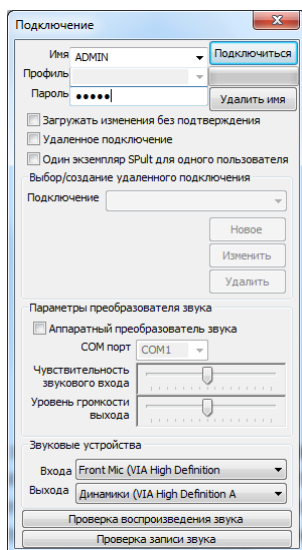 Подключение
Имя ADMIN Подключиться
Профиль
Пароль ●●●●● Удалить имя
Загружать изменения без подтверждения
Удаленное подключение
Один экземпляр SPult для одного пользователя
Выбор/создание удаленного подключения
Подключение
Новое
Изменить
Удалить
Параметры преобразователя звука
Аппаратный преобразователь звука
COM порт COM1
Чувствительность
звукового входа
Уровень громкости
выхода
Звуковые устройства
Входа Front Mic (VIA High Definition
Выхода Динамики (VIA High Definition A
Проверка воспроизведения звука
Проверка записи звука